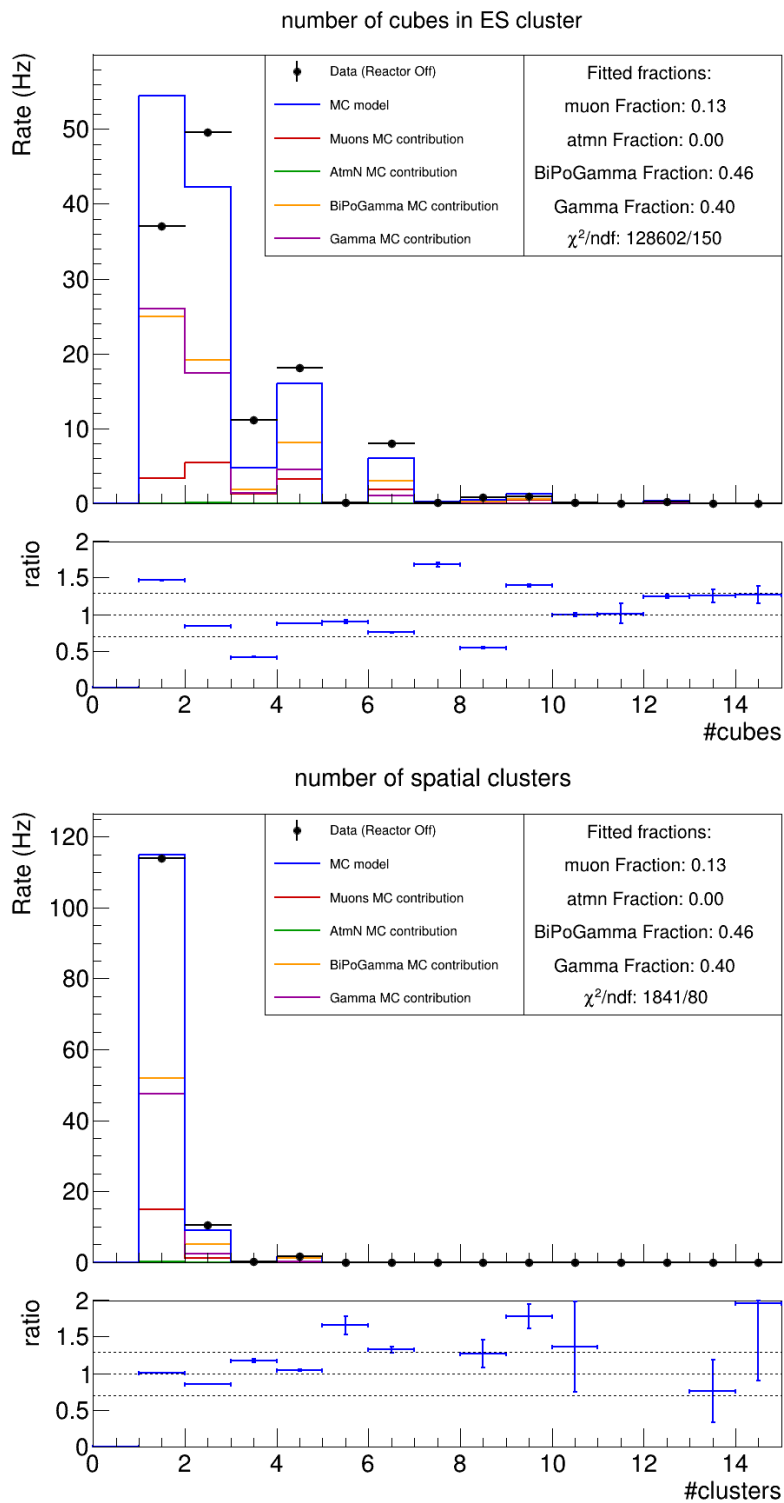 number of cubes in ES cluster
Rate (Hz)
50
40
30
20
10
0
Data (Reactor Off)
MC model
Muons MC contribution
AtmN MC contribution
BiPoGamma MC contribution
Gamma MC contribution
Fitted fractions:
muon Fraction: 0.13
atmn Fraction: 0.00
BiPoGamma Fraction: 0.46
Gamma Fraction: 0.40
χ²/ndf: 128602/150
ratio
2
1.5
1
0.5
0
0 2 4 6 8 10 12 14
#cubes
number of spatial clusters
Rate (Hz)
120
100
80
60
40
20
0
Data (Reactor Off)
MC model
Muons MC contribution
AtmN MC contribution
BiPoGamma MC contribution
Gamma MC contribution
Fitted fractions:
muon Fraction: 0.13
atmn Fraction: 0.00
BiPoGamma Fraction: 0.46
Gamma Fraction: 0.40
χ²/ndf: 1841/80
ratio
2
1.5
1
0.5
0
0 2 4 6 8 10 12 14
#clusters